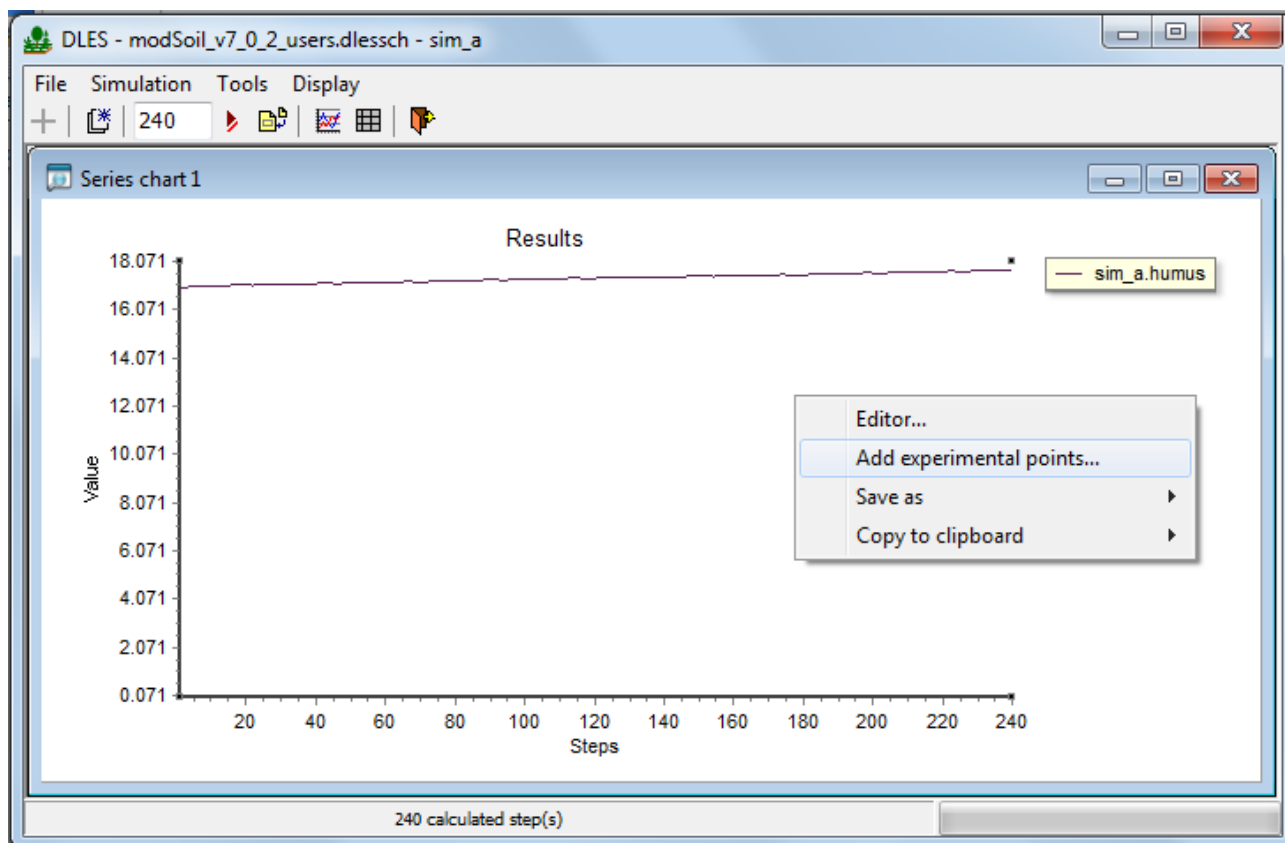 DLES - modSoil_v7_0_2_users.dlessch - sim_a
File Simulation Tools Display
240
Series chart 1
Results
18.071
sim_a.humus
16.071
14.071
12.071
10.071
8.071
6.071
4.071
2.071
0.071
Value
Editor...
Add experimental points...
Save as
Copy to clipboard
20 40 60 80 100 120 140 160 180 200 220 240
Steps
240 calculated step(s)